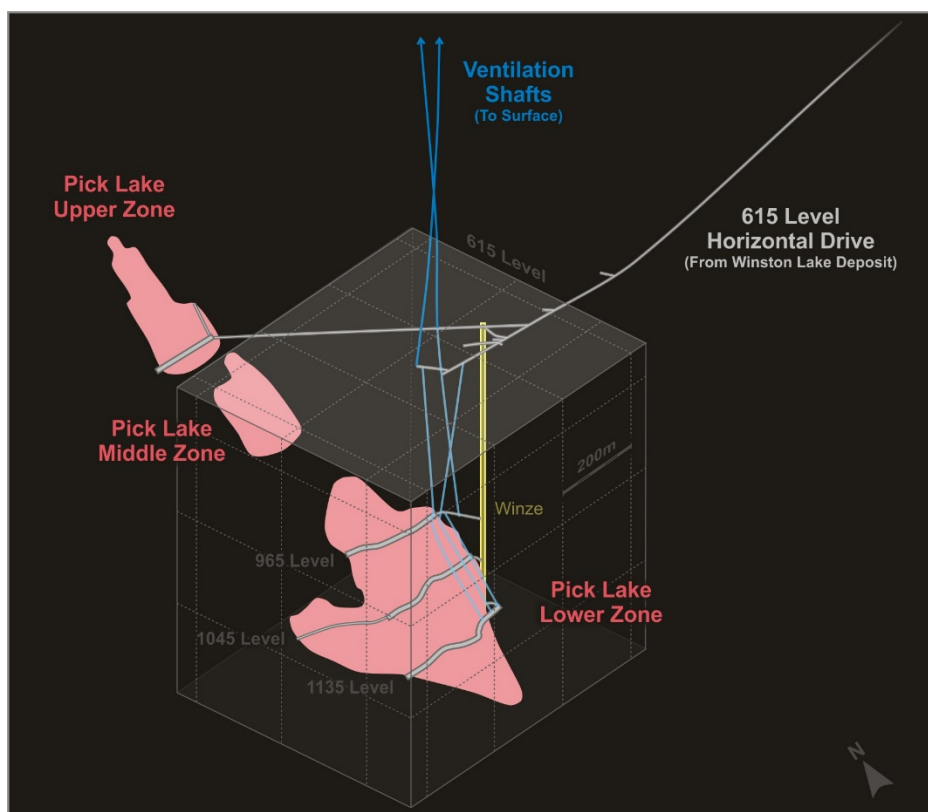 Ventilation
Shafts
(To Surface)
Pick Lake
Upper Zone
615 Level
Horizontal Drive
(From Winston Lake Deposit)
615 Level
Pick Lake
Middle Zone
200m
Winze
965 Level
Pick Lake
Lower Zone
1045 Level
1135 Level
N